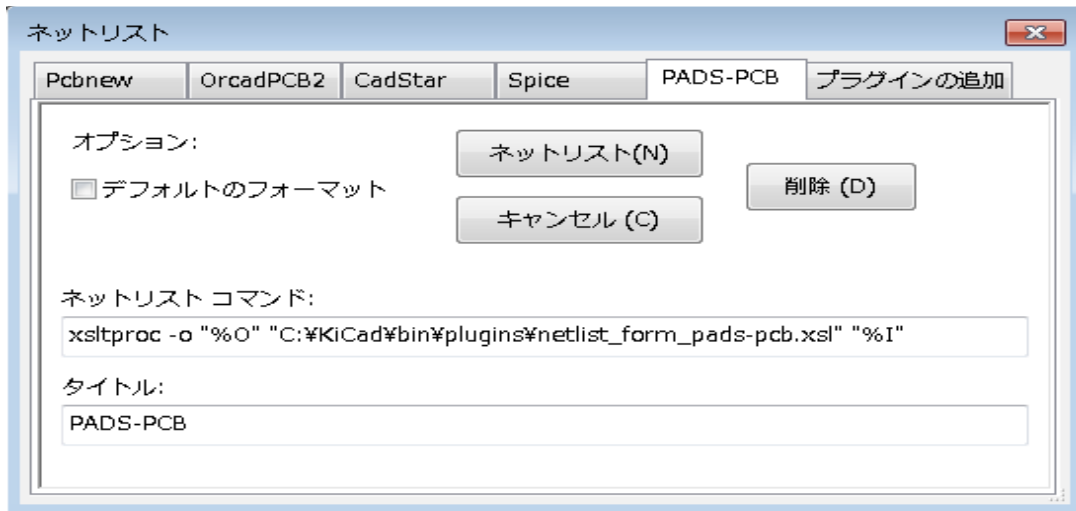 ネットリスト
Pcbnew OrcadPCB2 CadStar Spice PADS-PCB プラグインの追加
オプション:
ネットリスト(N)
デフォルトのフォーマット
削除 (D)
キャンセル (C)
ネットリスト コマンド:
xsltproc -o "%O" "C:¥KiCad¥bin¥plugins¥netlist_form_pads-pcb.xsl" "%I"
タイトル:
PADS-PCB